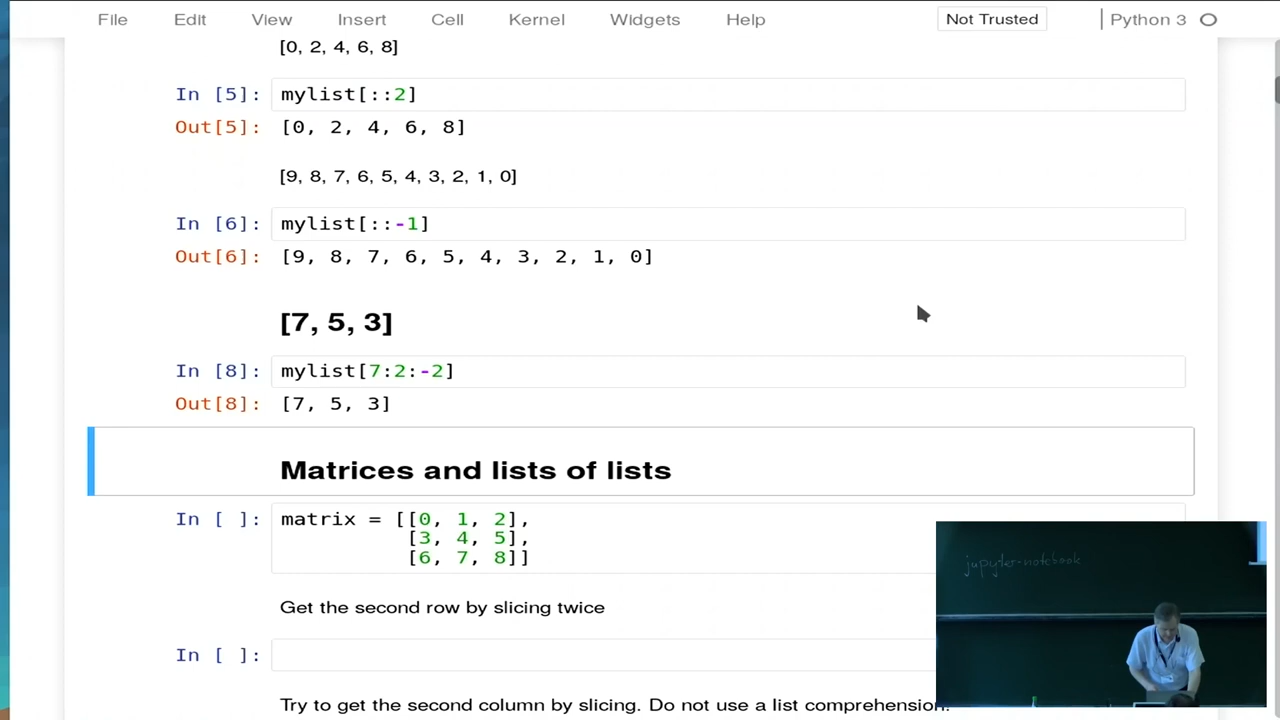 File Edit View Insert Cell Kernel Widgets Help Not Trusted Python 3
[0, 2, 4, 6, 8]
In [5]: mylist[::2]
Out[5]: [0, 2, 4, 6, 8]
[9, 8, 7, 6, 5, 4, 3, 2, 1, 0]
In [6]: mylist[::-1]
Out[6]: [9, 8, 7, 6, 5, 4, 3, 2, 1, 0]
[7, 5, 3]
In [8]: mylist[7:2:-2]
Out[8]: [7, 5, 3]
Matrices and lists of lists
In [ ]: matrix = [[0, 1, 2],
[3, 4, 5],
[6, 7, 8]]
jupyter-notebook
Get the second row by slicing twice
In [ ]:
Try to get the second column by slicing. Do not use a list comprehension.